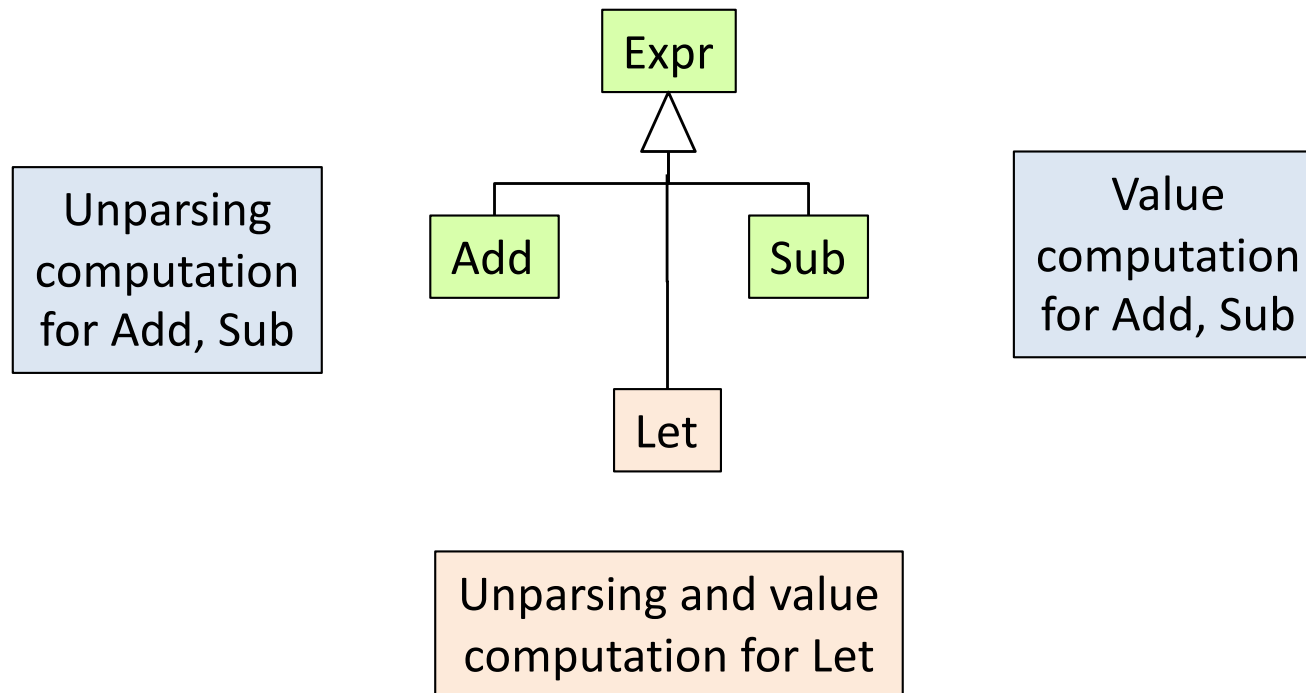 Expr
Unparsing
computation
for Add, Sub
Add
Sub
Value
computation
for Add, Sub
Let
Unparsing and value
computation for Let